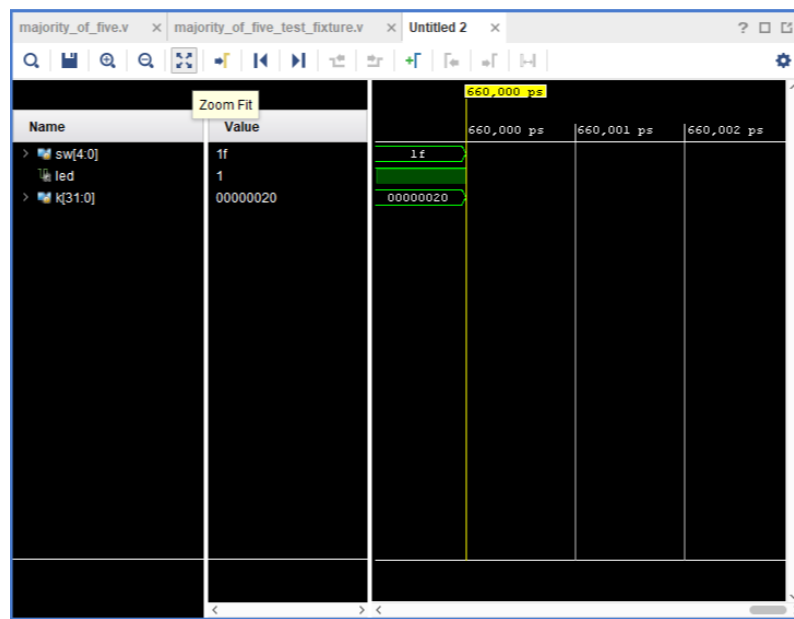 majority_of_five.v × majority_of_five_test_fixture.v × Untitled 2 × ?
Zoom Fit
660,000 ps
Name Value
660,000 ps 660,001 ps 660,002 ps
> sw[4:0] 1f 1f
led 1
> k[31:0] 00000020 00000020